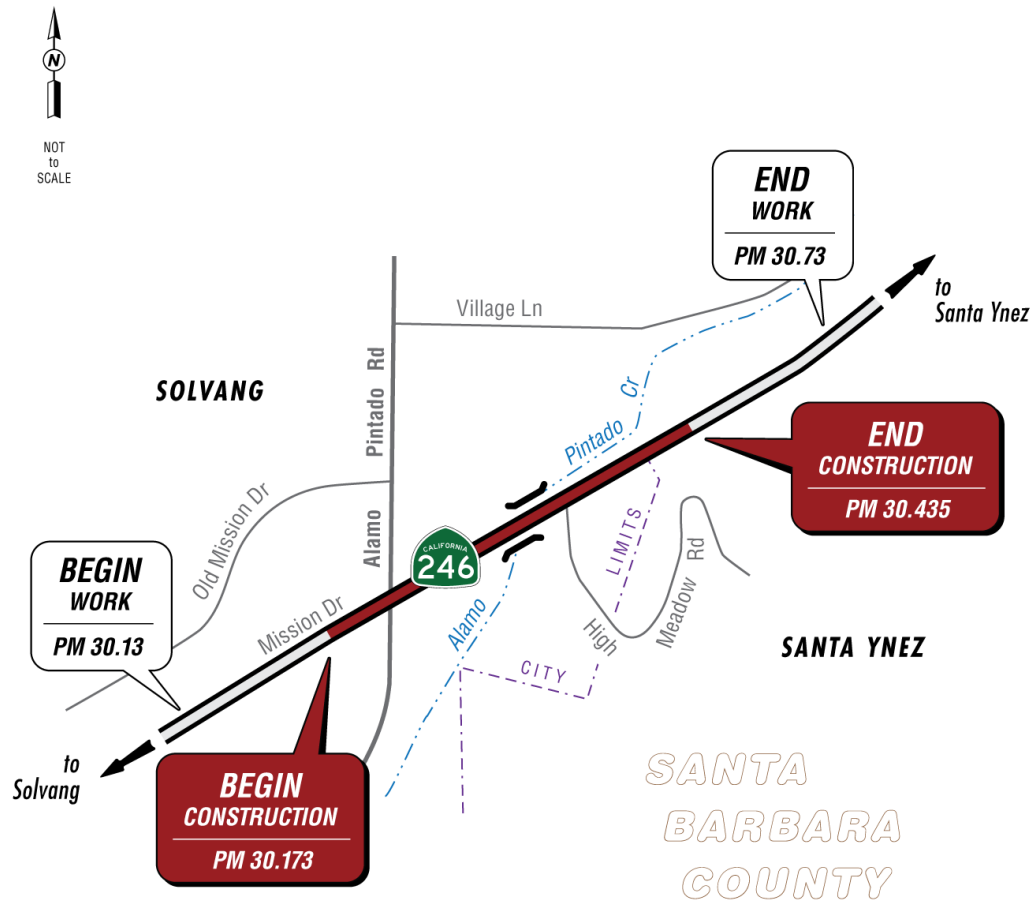 N
NOT
to
SCALE
END
WORK
PM 30.73
to
Santa Ynez
Village Ln
SOLVANG
Alamo Pintado Rd
Alamo Pintado Cr
END
CONSTRUCTION
PM 30.435
Old Mission Dr
CALIFORNIA
246
BEGIN
WORK
PM 30.13
Mission Dr
CITY LIMITS
High Meadow Rd
SANTA YNEZ
to
Solvang
BEGIN
CONSTRUCTION
PM 30.173
SANTA
BARBARA
COUNTY